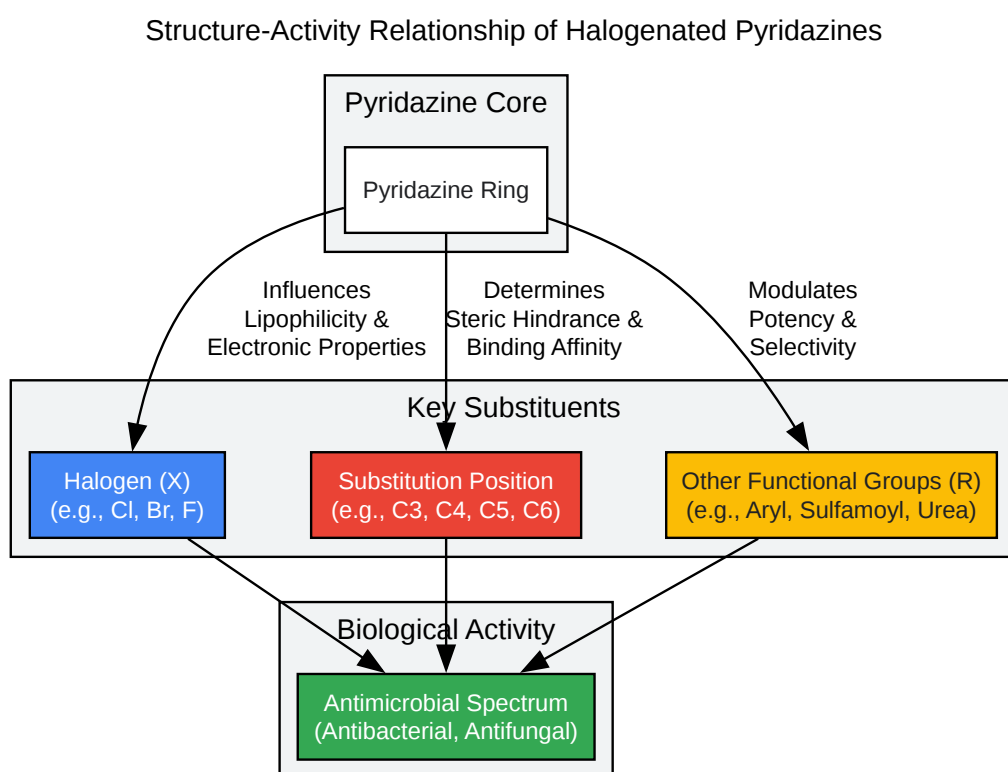 Structure-Activity Relationship of Halogenated Pyridazines
Pyridazine Core
Pyridazine Ring
Influences
Lipophilicity &
Electronic Properties
Determines
Steric Hindrance &
Binding Affinity
Modulates
Potency &
Selectivity
Key Substituents
Halogen (X)
(e.g., Cl, Br, F)
Substitution Position
(e.g., C3, C4, C5, C6)
Other Functional Groups (R)
(e.g., Aryl, Sulfamoyl, Urea)
Biological Activity
Antimicrobial Spectrum
(Antibacterial, Antifungal)